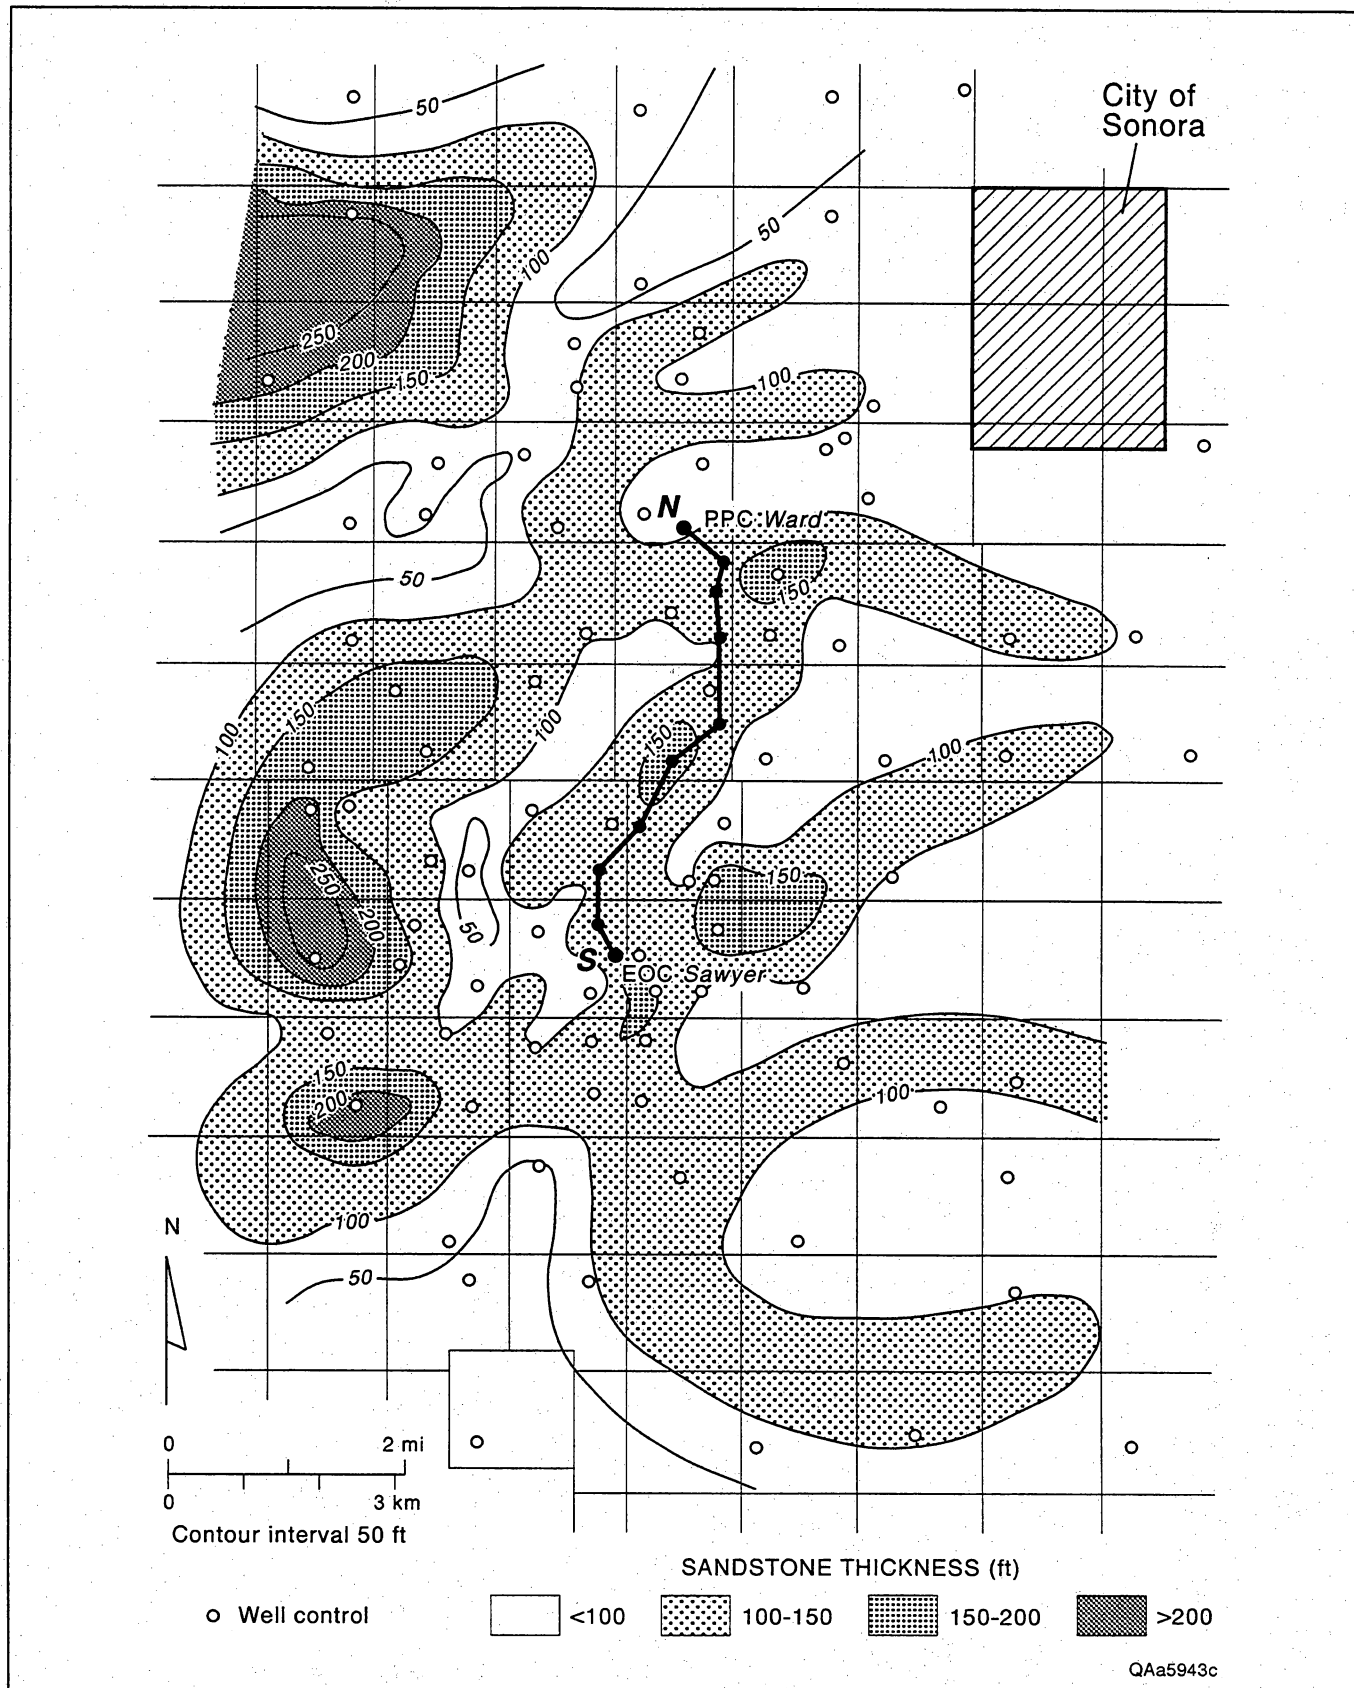 City of
Sonora
50
50
100
250
200
150
100
N
PPC Ward
50
150
150
100
100
150
100
250
200
150
50
S
EOC Sawyer
150
200
100
100
50
N
0 2 mi
0 3 km
Contour interval 50 ft
SANDSTONE THICKNESS (ft)
Well control
<100
100-150
150-200
>200
QAa5943c